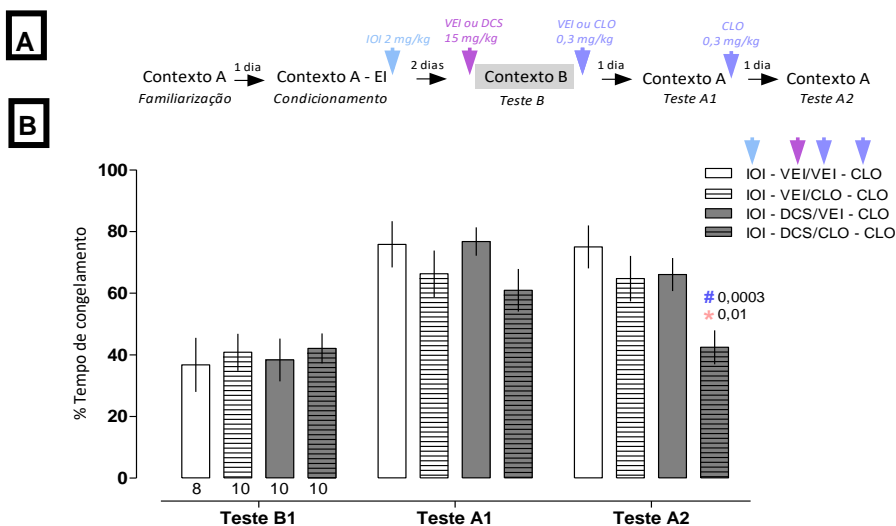 A
IOI 2 mg/kg
VEI ou DCS
15 mg/kg
VEI ou CLO
0,3 mg/kg
CLO
0,3 mg/kg
Contexto A
Familiarização
1 dia
Contexto A - EI
Condicionamento
2 dias
Contexto B
Teste B
1 dia
Contexto A
Teste A1
1 dia
Contexto A
Teste A2
B
IOI - VEI/VEI - CLO
IOI - VEI/CLO - CLO
IOI - DCS/VEI - CLO
IOI - DCS/CLO - CLO
% Tempo de congelamento
100
80
60
40
20
0
# 0,0003
* 0,01
8 10 10 10
Teste B1 Teste A1 Teste A2